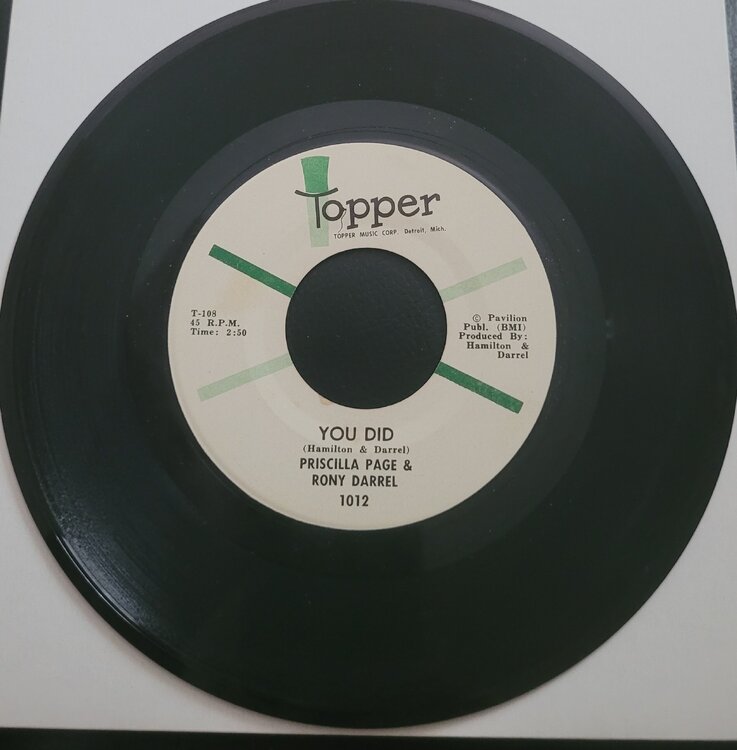 Topper
TOPPER MUSIC CORP. Detroit, Mich.
T-108
45 R.P.M.
Time: 2:50
© Pavilion
Publ. (BMI)
Produced By:
Hamilton &
Darrel
YOU DID
(Hamilton & Darrel)
PRISCILLA PAGE &
RONY DARREL
1012